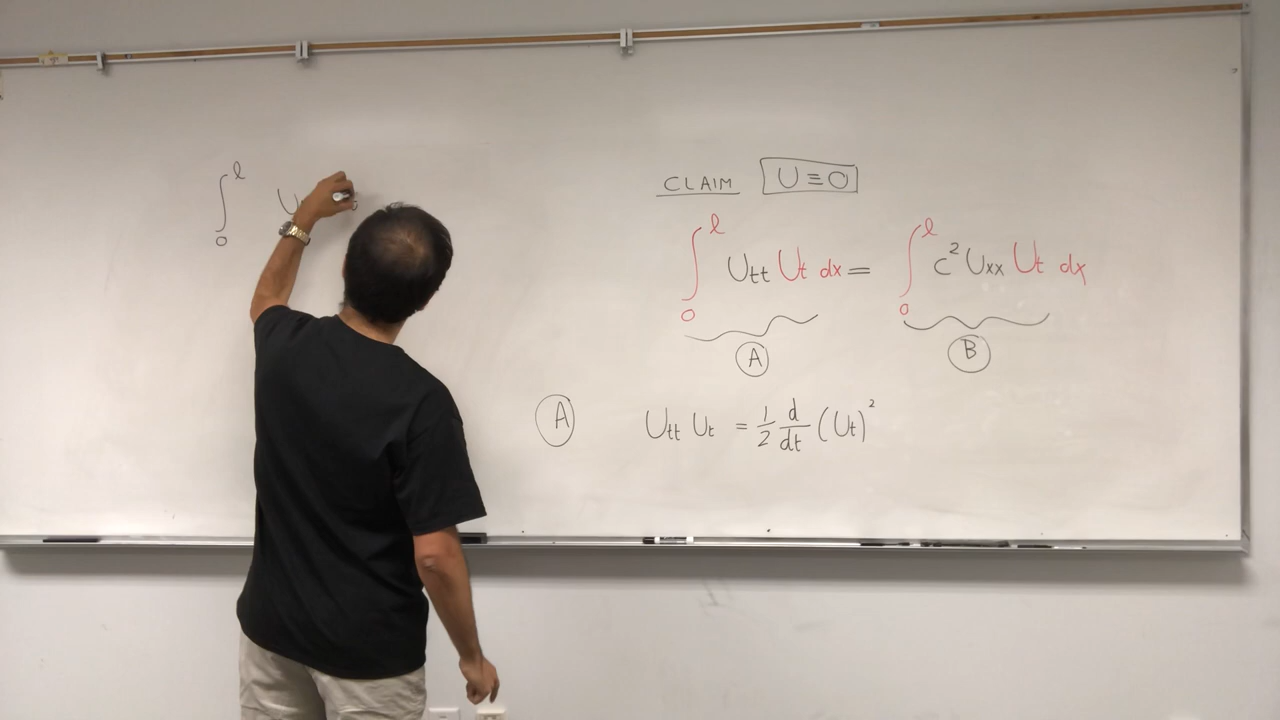 ∫₀ˡ U
CLAIM U ≡ 0
∫₀ˡ Utt Ut dx = ∫₀ˡ c² Uxx Ut dx
A B
A Utt Ut = 1/2 d/dt (Ut)²